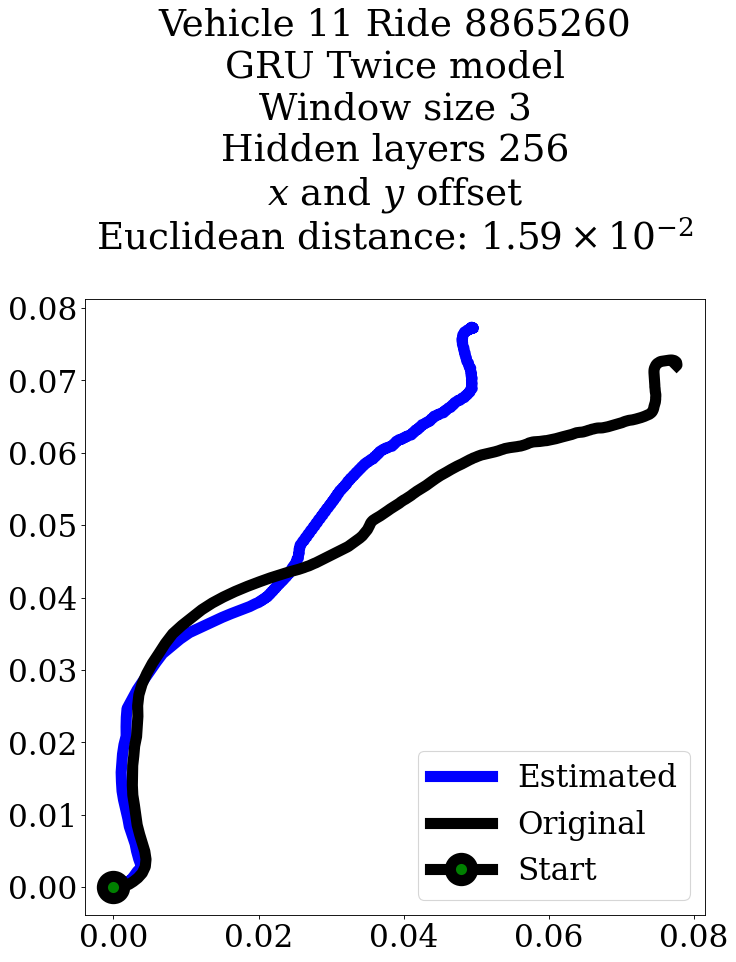 Vehicle 11 Ride 8865260
GRU Twice model
Window size 3
Hidden layers 256
x and y offset
Euclidean distance: 1.59 × 10⁻²
0.08
0.07
0.06
0.05
0.04
0.03
0.02
0.01
0.00
Estimated
Original
Start
0.00 0.02 0.04 0.06 0.08